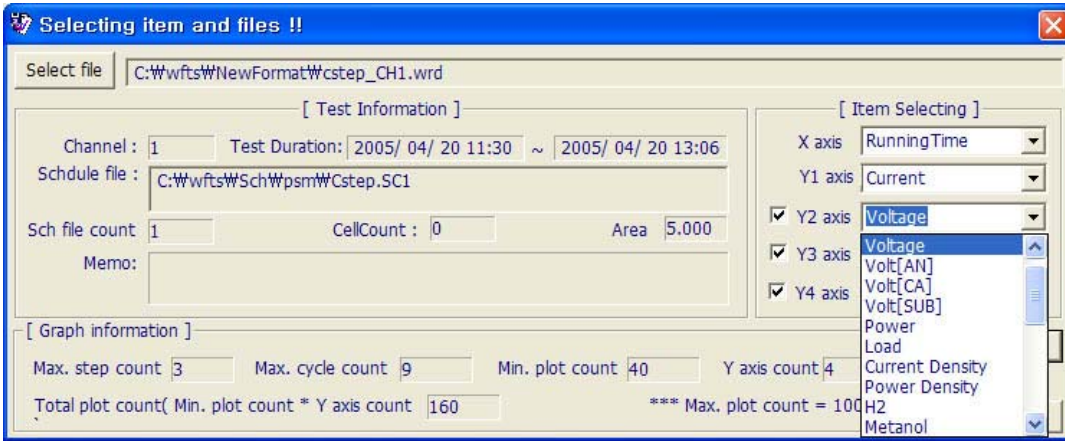 Selecting item and files !!
Select file C:₩wfts₩NewFormat₩cstep_CH1.wrd
[ Test Information ]
Channel : 1 Test Duration: 2005/ 04/ 20 11:30 ~ 2005/ 04/ 20 13:06
Schdule file : C:₩wfts₩Sch₩psm₩Cstep.SC1
Sch file count 1 CellCount : 0 Area 5.000
Memo:
[ Item Selecting ]
X axis RunningTime
Y1 axis Current
Y2 axis Voltage
Y3 axis
Y4 axis
Voltage
Volt[AN]
Volt[CA]
Volt[SUB]
Power
Load
Current Density
Power Density
H2
Metanol
[ Graph information ]
Max. step count 3 Max. cycle count 9 Min. plot count 40 Y axis count 4
Total plot count( Min. plot count * Y axis count 160 *** Max. plot count = 100